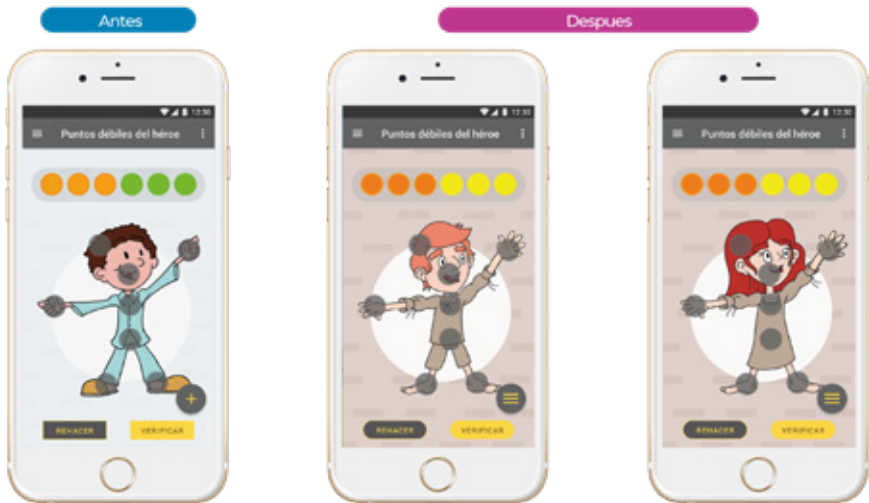 Antes
Despues
12:30
Puntos débiles del héroe
REHACER
VERIFICAR
12:30
Puntos débiles del héroe
REHACER
VERIFICAR
12:30
Puntos débiles del héroe
REHACER
VERIFICAR